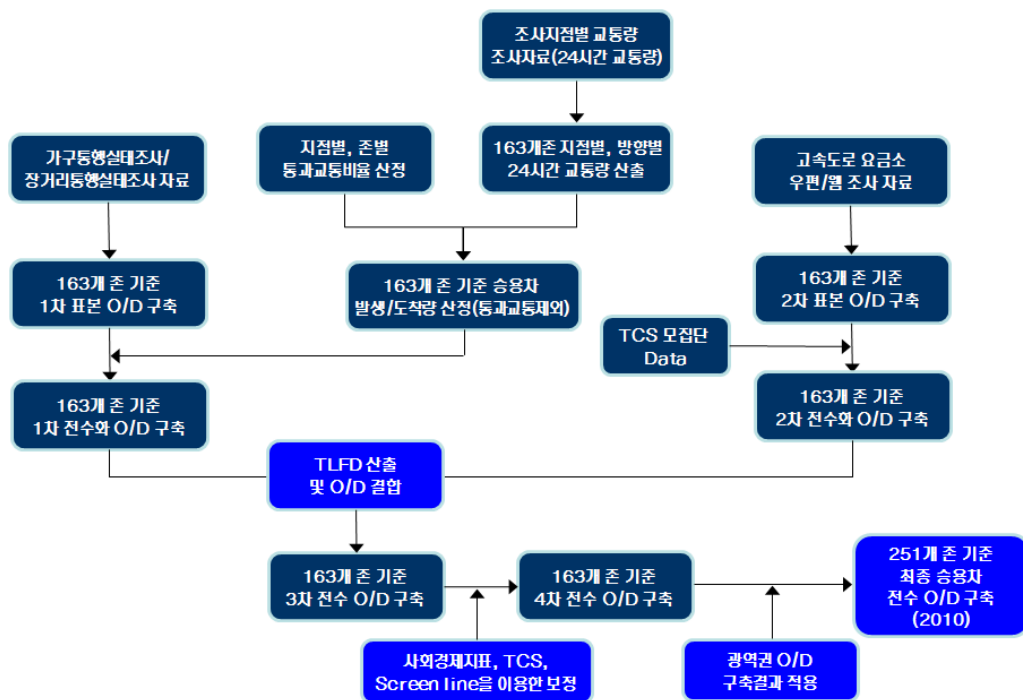 조사지점별 교통량
조사자료(24시간 교통량)
가구통행실태조사/
장거리통행실태조사 자료
지점별, 존별
통과교통비율 산정
163개존 지점별, 방향별
24시간 교통량 산출
고속도로 요금소
우편/웹 조사 자료
163개 존 기준
1차 표본 O/D 구축
163개 존 기준 승용차
발생/도착량 산정(통과교통제외)
163개 존 기준
2차 표본 O/D 구축
TCS 모집단
Data
163개 존 기준
1차 전수화 O/D 구축
163개 존 기준
2차 전수화 O/D 구축
TLFD 산출
및 O/D 결합
163개 존 기준
3차 전수 O/D 구축
163개 존 기준
4차 전수 O/D 구축
251개 존 기준
최종 승용차
전수 O/D 구축
(2010)
사회경제지표, TCS,
Screen line을 이용한 보정
광역권 O/D
구축결과 적용